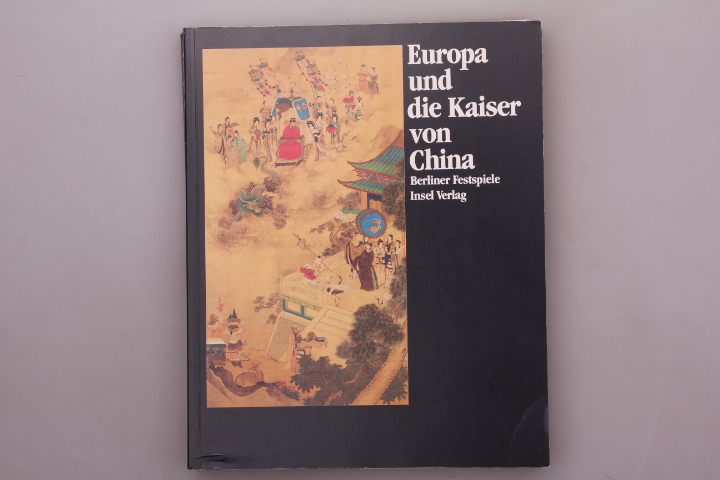 Europa
und
die Kaiser
von
China
Berliner Festspiele
Insel Verlag